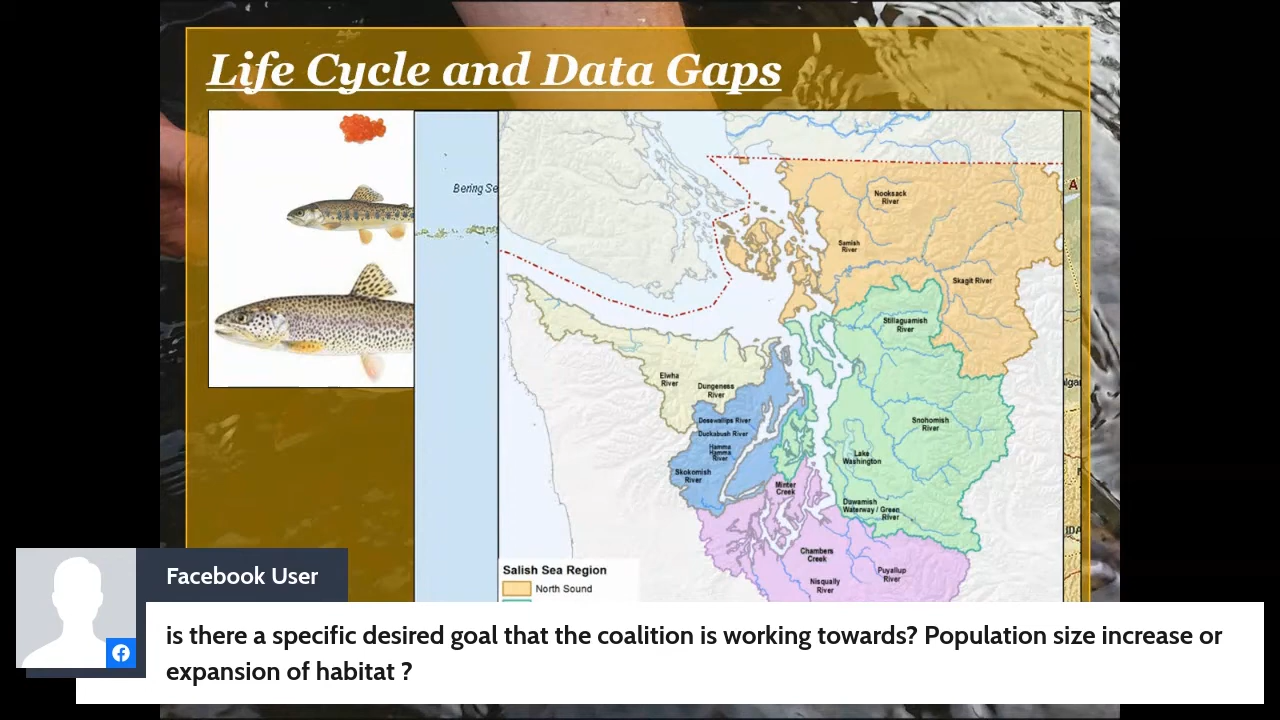 Life Cycle and Data Gaps
Bering Se
A
Nooksack
River
Samish
River
Skagit River
Stillaguamish
River
Elwha
River
Dungeness
River
Dosewallips River
Duckabush River
Hamma
Hamma
River
Skokomish
River
Snohomish
River
Lake
Washington
Minter
Creek
Duwamish
Waterway / Green
River
Chambers
Creek
Nisqually
River
Puyallup
River
lgar
IDA
Salish Sea Region
North Sound
Facebook User
is there a specific desired goal that the coalition is working towards? Population size increase or
expansion of habitat ?